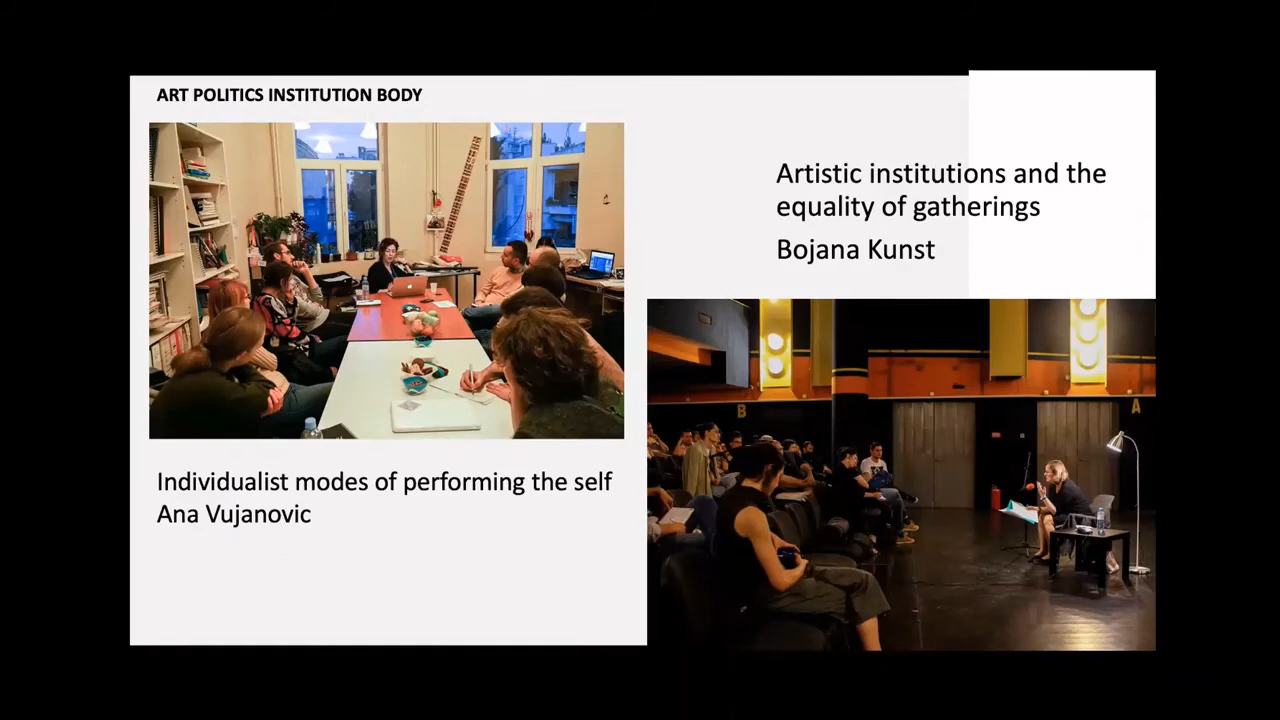 ART POLITICS INSTITUTION BODY
Artistic institutions and the
equality of gatherings
Bojana Kunst
B
A
Individualist modes of performing the self
Ana Vujanovic